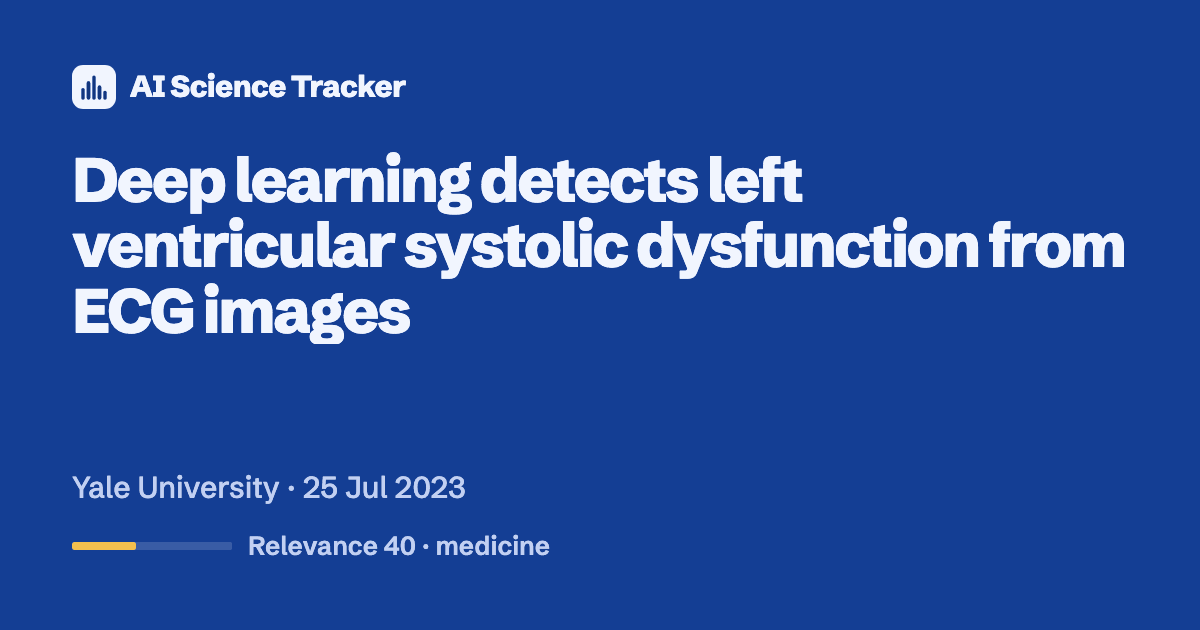 AI Science Tracker
Deep learning detects left
ventricular systolic dysfunction from
ECG images
Yale University · 25 Jul 2023
Relevance 40 · medicine